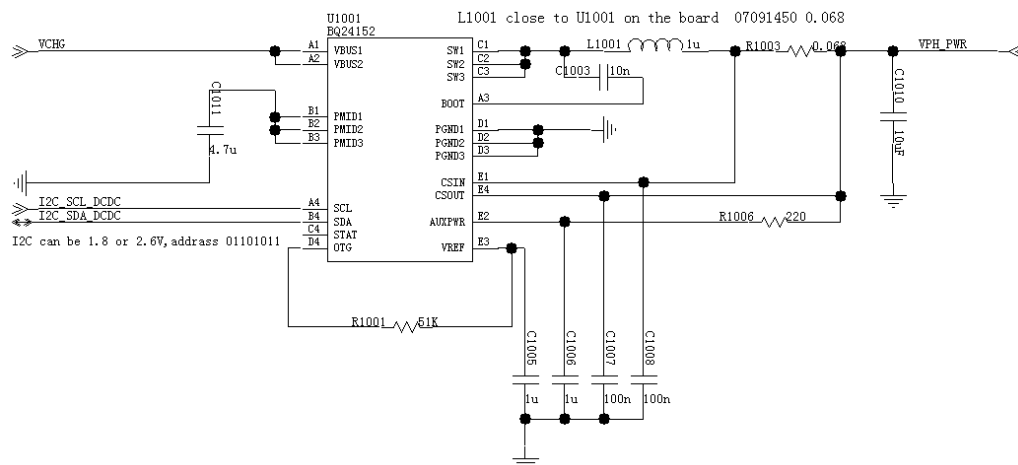 U1001
BQ24152
L1001 close to U1001 on the board 07091450 0.068
VCHG
A1
VBUS1
A2
VBUS2
SW1
C1
SW2
C2
SW3
C3
L1001
1u
R1003
0.068
VPH_PWR
C1003
10n
BOOT
A3
C1011
4.7u
B1
PMID1
B2
PMID2
B3
PMID3
PGND1
D1
PGND2
D2
PGND3
D3
C1010
10uF
CSIN
E1
CSOUT
E4
I2C_SCL_DCDC
A4
SCL
I2C_SDA_DCDC
B4
SDA
AUXPWR
E2
R1006
220
I2C can be 1.8 or 2.6V,addrass 01101011
C4
STAT
D4
OTG
VREF
E3
R1001
51K
C1005
1u
C1006
1u
C1007
100n
C1008
100n